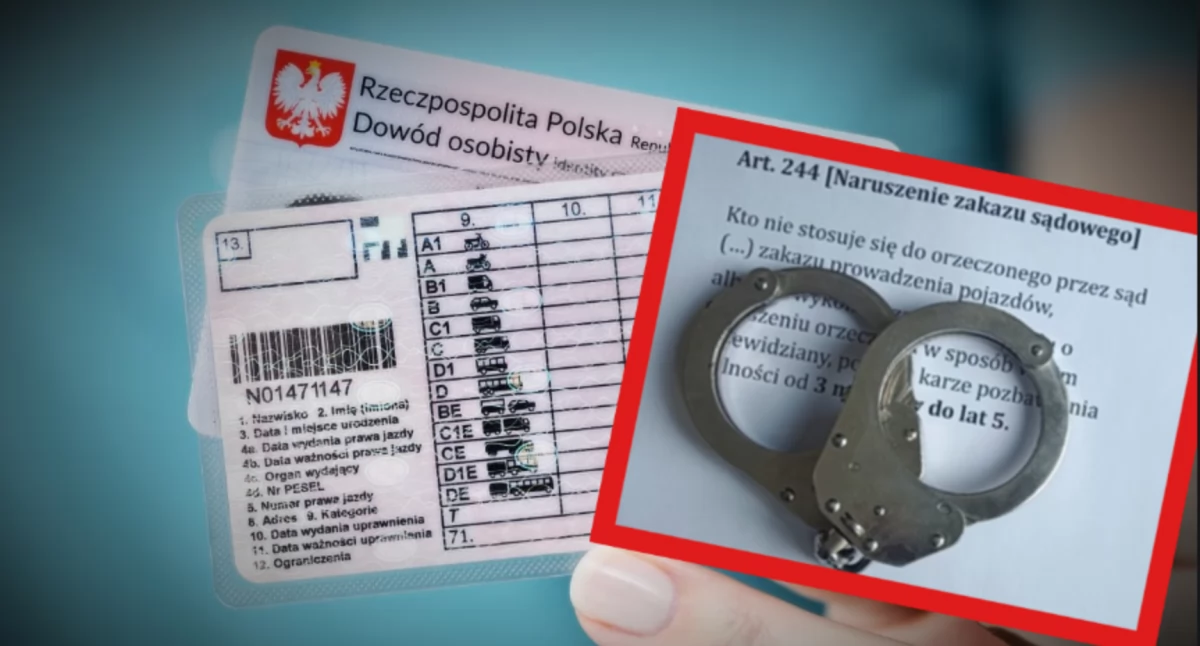 Rzeczpospolita Polska
Dowód osobisty
13.
9. 10. 11
A1
A
B1
B
C1
C
D1
D
BE
C1E
CE
D1E
DE
T
71.
N01471147
1. Nazwisko 2. Imię (imiona)
3. Data i miejsce urodzenia
4a. Data wydania prawa jazdy
4b. Data ważności prawa jazdy
4c. Organ wydający
4d. Nr PESEL
5. Numer prawa jazdy
8. Adres 9. Kategorie
10. Data wydania uprawnienia
11. Data ważności uprawnienia
12. Ograniczenia
Art. 244 [Naruszenie zakazu sądowego]
Kto nie stosuje się do orzeczonego przez sąd
(...) zakazu prowadzenia pojazdów,
o
w sposób
karze
do lat 5.